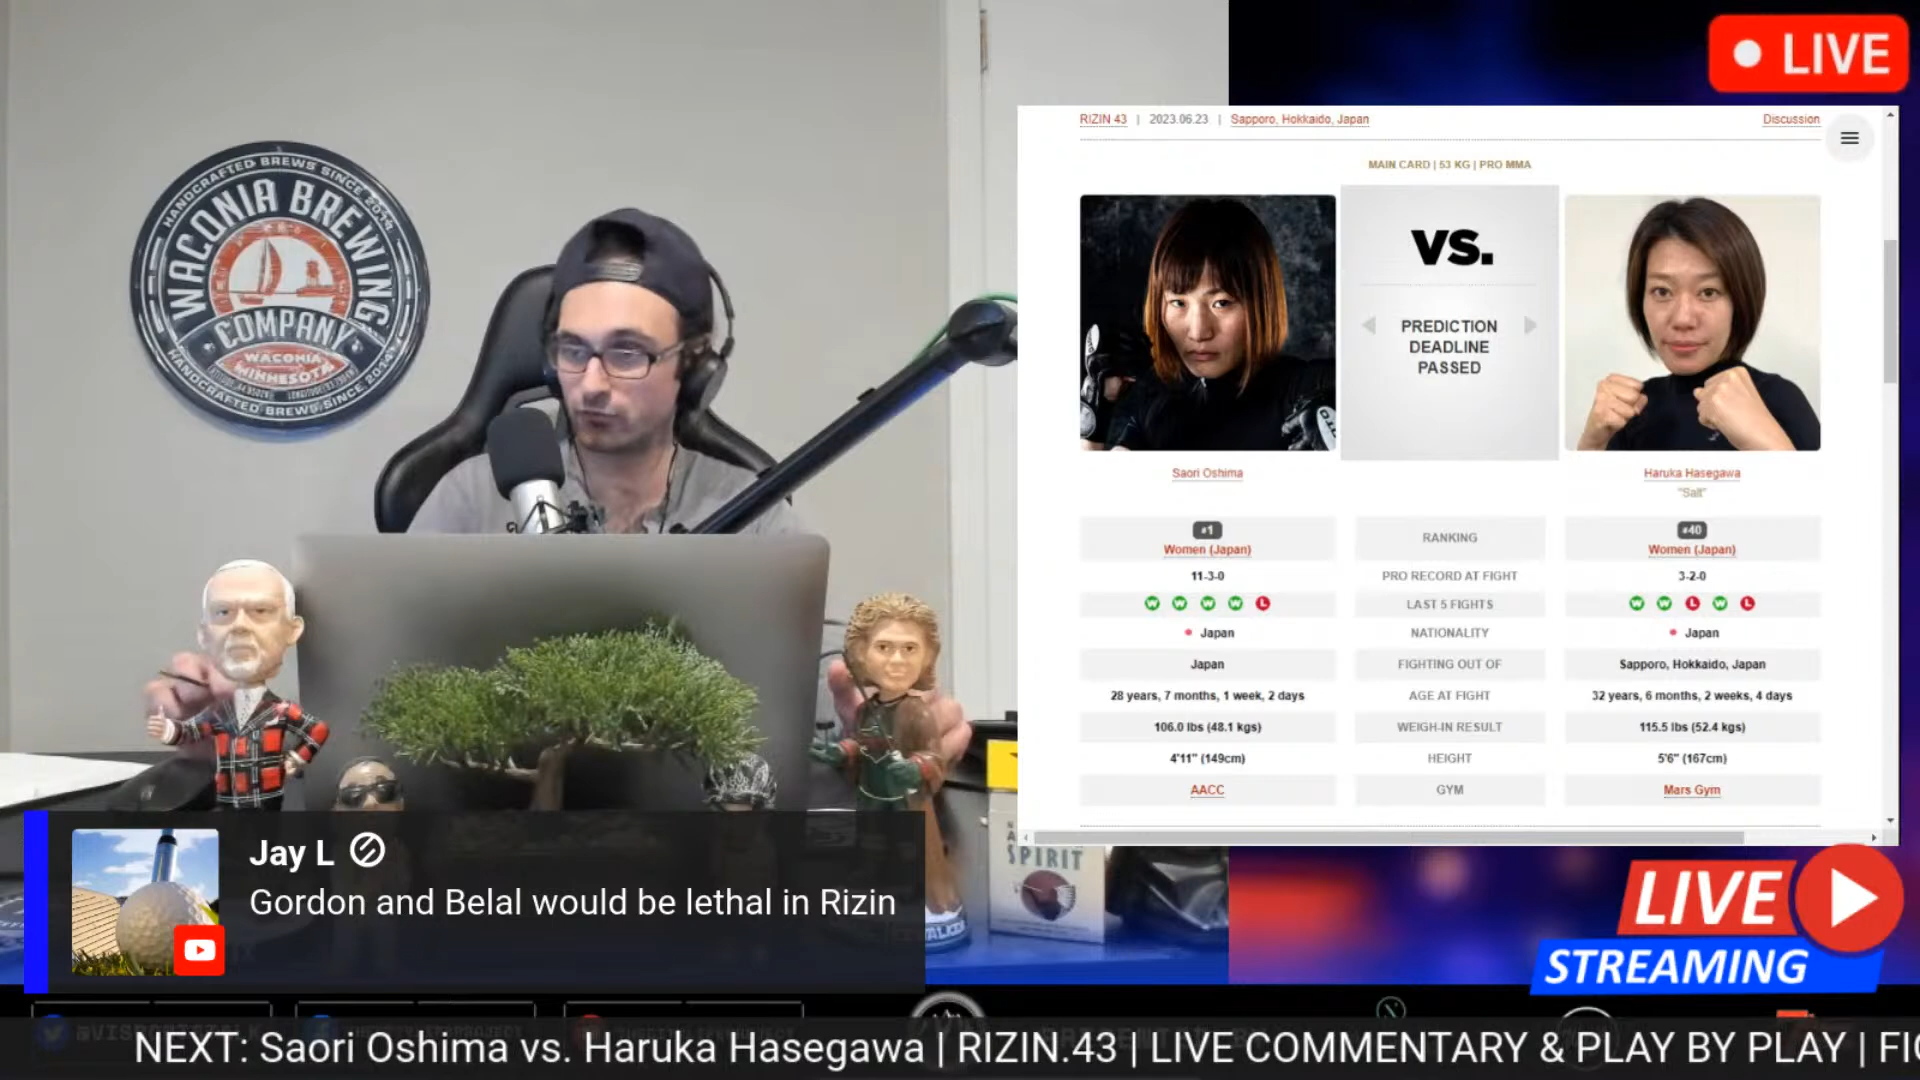 LIVE
RIZIN 43 | 2023.06.23 | Sapporo, Hokkaido, Japan
Discussion
MAIN CARD | 53 KG | PRO MMA
VS.
PREDICTION
DEADLINE
PASSED
Saori Oshima
Haruka Hasegawa
"Salt"
#1 RANKING #40
Women (Japan) Women (Japan)
11-3-0 PRO RECORD AT FIGHT 3-2-0
W W W W L LAST 5 FIGHTS W W L W L
Japan NATIONALITY Japan
Japan FIGHTING OUT OF Sapporo, Hokkaido, Japan
28 years, 7 months, 1 week, 2 days AGE AT FIGHT 32 years, 6 months, 2 weeks, 4 days
106.0 lbs (48.1 kgs) WEIGH-IN RESULT 115.5 lbs (52.4 kgs)
4'11" (149cm) HEIGHT 5'6" (167cm)
AACC GYM Mars Gym
HANDCRAFTED BREWS SINCE 2014
WACONIA BREWING
COMPANY
WACONIA
MINNESOTA
HANDCRAFTED BREWS SINCE 2014
SPIRIT
Jay L
Gordon and Belal would be lethal in Rizin
LIVE
STREAMING
NEXT: Saori Oshima vs. Haruka Hasegawa | RIZIN.43 | LIVE COMMENTARY & PLAY BY PLAY | FIG